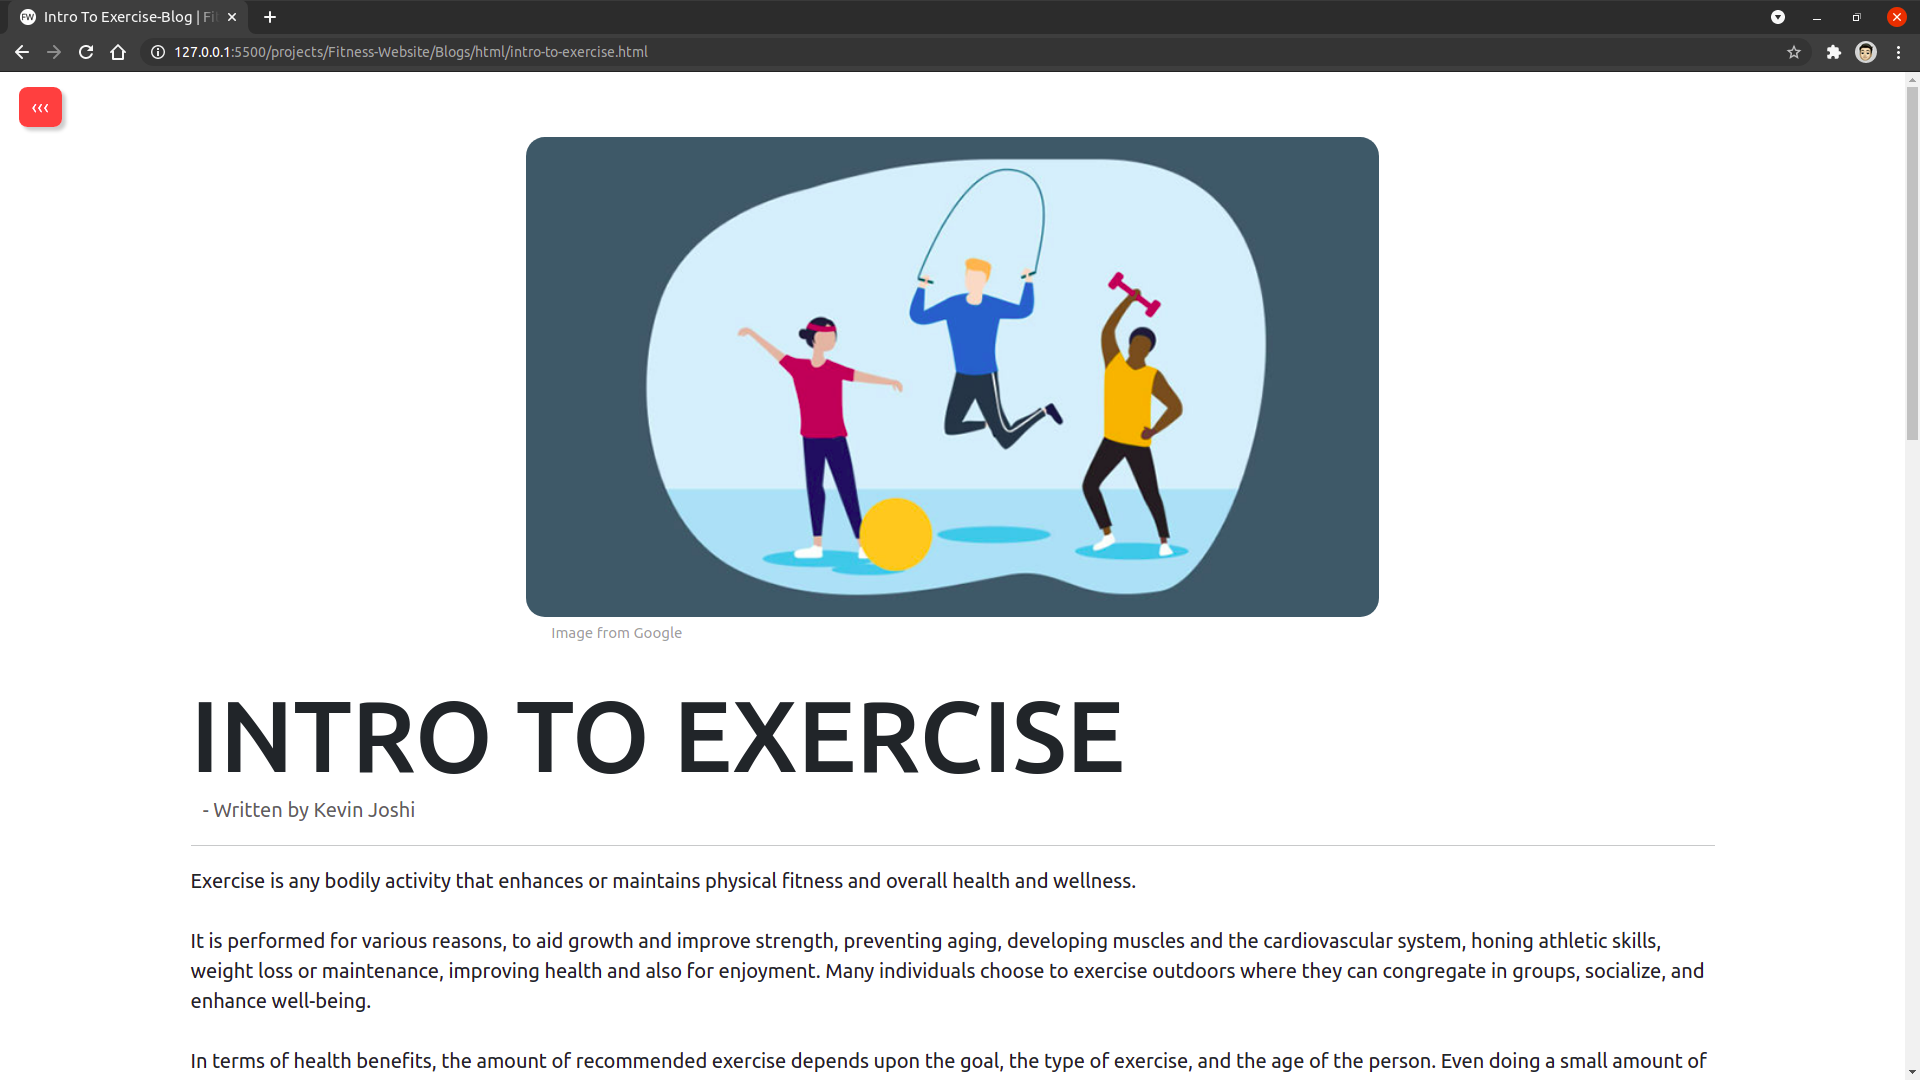 FW Intro To Exercise-Blog | Fit
127.0.0.1:5500/projects/Fitness-Website/Blogs/html/intro-to-exercise.html
‹‹‹
Image from Google
INTRO TO EXERCISE
- Written by Kevin Joshi
Exercise is any bodily activity that enhances or maintains physical fitness and overall health and wellness.
It is performed for various reasons, to aid growth and improve strength, preventing aging, developing muscles and the cardiovascular system, honing athletic skills,
weight loss or maintenance, improving health and also for enjoyment. Many individuals choose to exercise outdoors where they can congregate in groups, socialize, and
enhance well-being.
In terms of health benefits, the amount of recommended exercise depends upon the goal, the type of exercise, and the age of the person. Even doing a small amount of